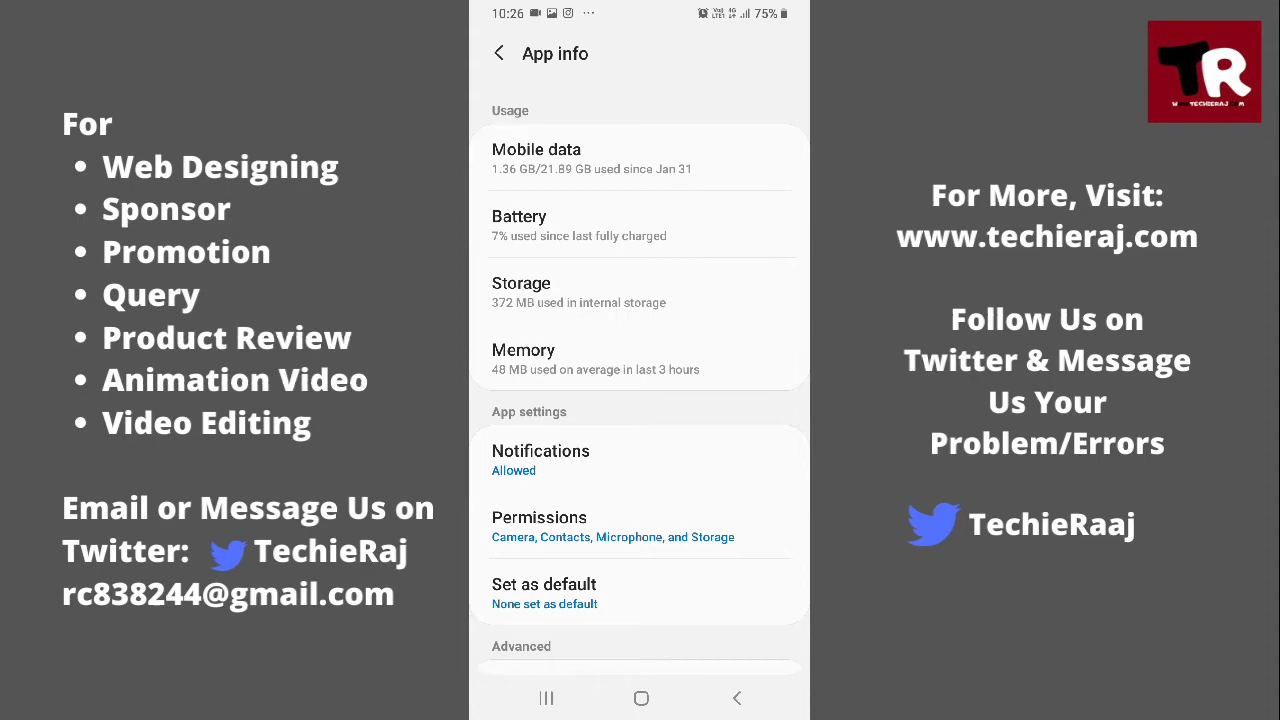 For
• Web Designing
• Sponsor
• Promotion
• Query
• Product Review
• Animation Video
• Video Editing
Email or Message Us on
Twitter: TechieRaj
rc838244@gmail.com
10:26
75%
App info
Usage
Mobile data
1.36 GB/21.89 GB used since Jan 31
Battery
7% used since last fully charged
Storage
372 MB used in internal storage
Memory
48 MB used on average in last 3 hours
App settings
Notifications
Allowed
Permissions
Camera, Contacts, Microphone, and Storage
Set as default
None set as default
Advanced
TR
For More, Visit:
www.techieraj.com
Follow Us on
Twitter & Message
Us Your
Problem/Errors
TechieRaaj